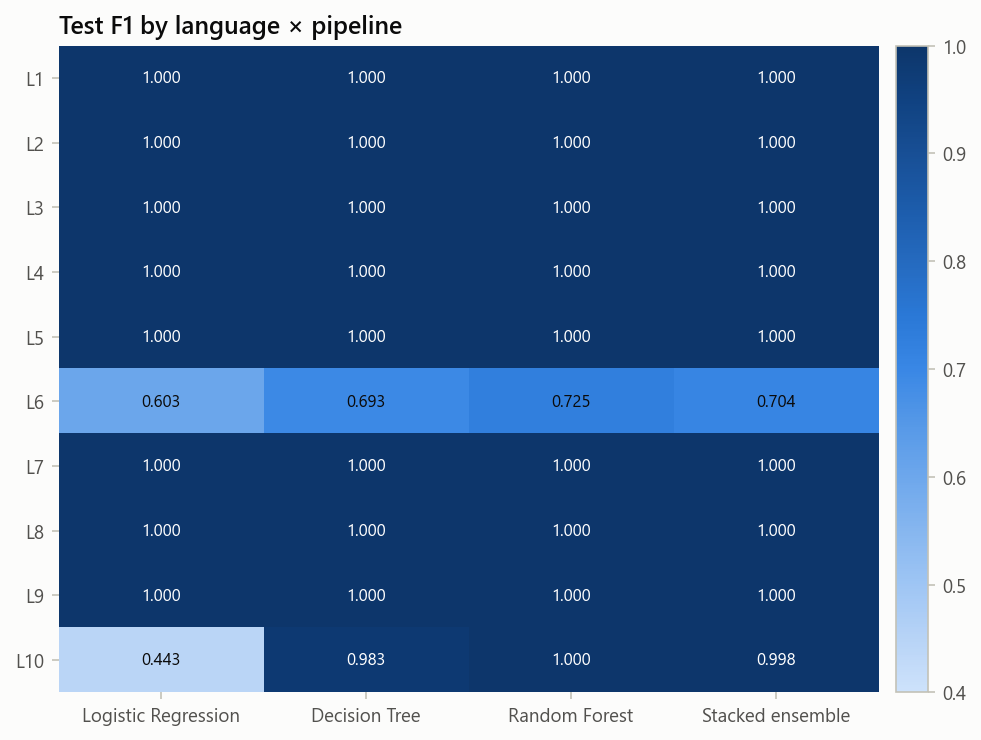 Test F1 by language × pipeline
L1 1.000 1.000 1.000 1.000
L2 1.000 1.000 1.000 1.000
L3 1.000 1.000 1.000 1.000
L4 1.000 1.000 1.000 1.000
L5 1.000 1.000 1.000 1.000
L6 0.603 0.693 0.725 0.704
L7 1.000 1.000 1.000 1.000
L8 1.000 1.000 1.000 1.000
L9 1.000 1.000 1.000 1.000
L10 0.443 0.983 1.000 0.998
Logistic Regression Decision Tree Random Forest Stacked ensemble
1.0
0.9
0.8
0.7
0.6
0.5
0.4